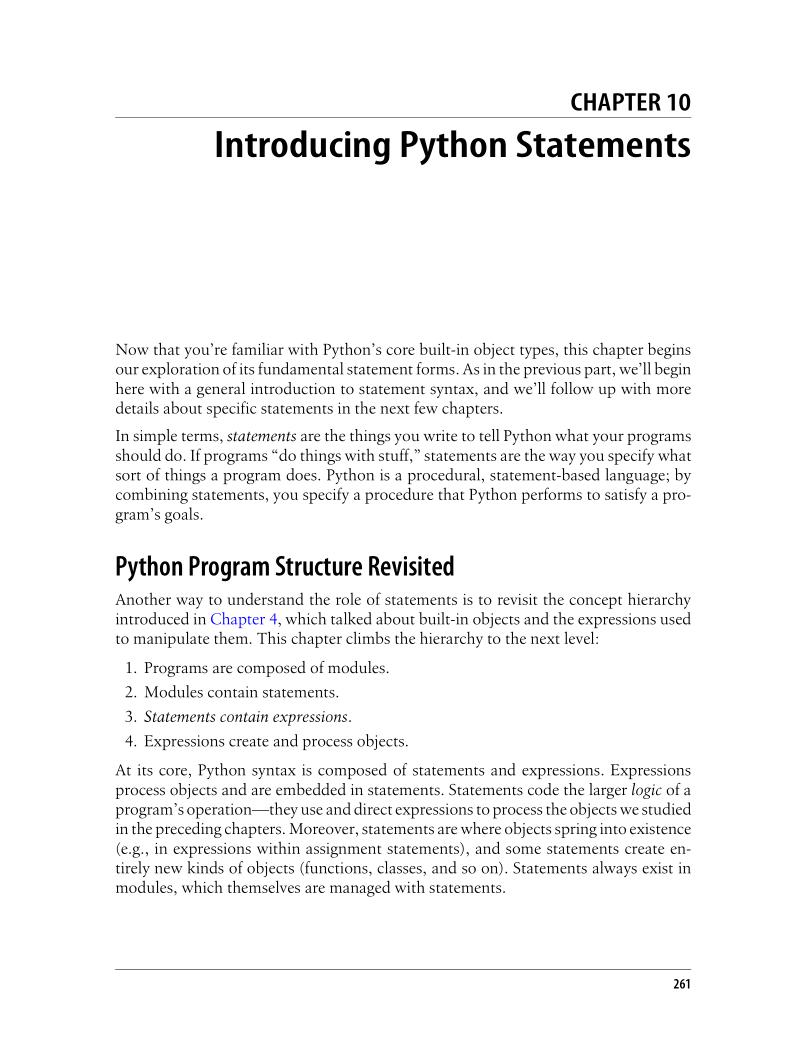 CHAPTER 10
Introducing Python Statements
Now that you’re familiar with Python’s core built-in object types, this chapter begins
our exploration of its fundamental statement forms. As in the previous part, we’ll begin
here with a general introduction to statement syntax, and we’ll follow up with more
details about specific statements in the next few chapters.
In simple terms, statements are the things you write to tell Python what your programs
should do. If programs “do things with stuff,” statements are the way you specify what
sort of things a program does. Python is a procedural, statement-based language; by
combining statements, you specify a procedure that Python performs to satisfy a pro-
gram’s goals.
Python Program Structure Revisited
Another way to understand the role of statements is to revisit the concept hierarchy
introduced in Chapter 4, which talked about built-in objects and the expressions used
to manipulate them. This chapter climbs the hierarchy to the next level:
1. Programs are composed of modules.
2. Modules contain statements.
3. Statements contain expressions.
4. Expressions create and process objects.
At its core, Python syntax is composed of statements and expressions. Expressions
process objects and are embedded in statements. Statements code the larger logic of a
program’s operation—they use and direct expressions to process the objects we studied
in the preceding chapters. Moreover, statements are where objects spring into existence
(e.g., in expressions within assignment statements), and some statements create en-
tirely new kinds of objects (functions, classes, and so on). Statements always exist in
modules, which themselves are managed with statements.
261